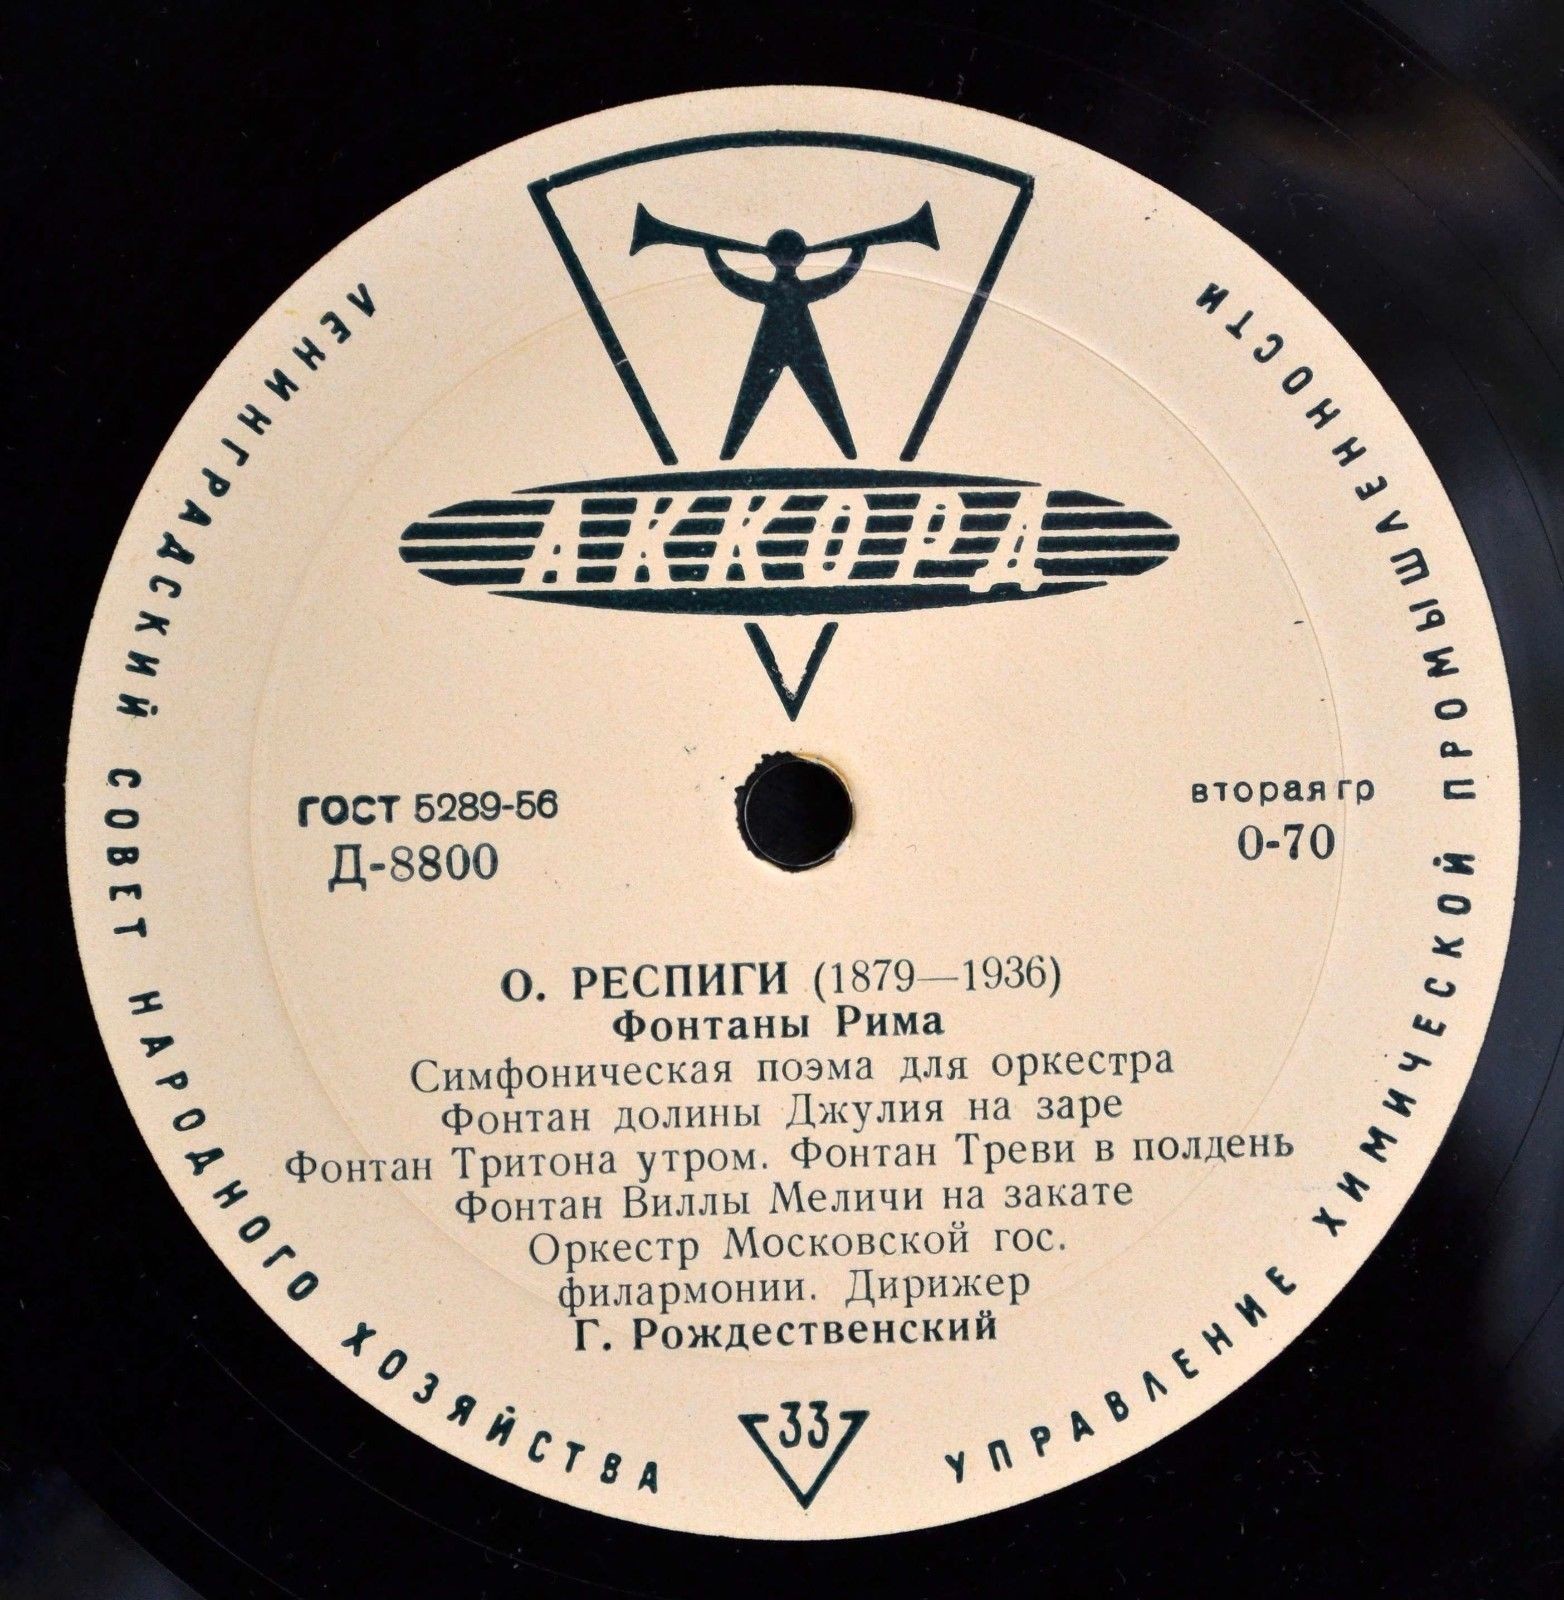 АККОРД
ЛЕНИНГРАДСКИЙ СОВЕТ НАРОДНОГО ХОЗЯЙСТВА
УПРАВЛЕНИЕ ХИМИЧЕСКОЙ ПРОМЫШЛЕННОСТИ
ГОСТ 5289-56
Д-8800
вторая гр
0-70
О. РЕСПИГИ (1879—1936)
Фонтаны Рима
Симфоническая поэма для оркестра
Фонтан долины Джулия на заре
Фонтан Тритона утром. Фонтан Треви в полдень
Фонтан Виллы Меличи на закате
Оркестр Московской гос.
филармонии. Дирижер
Г. Рождественский
33